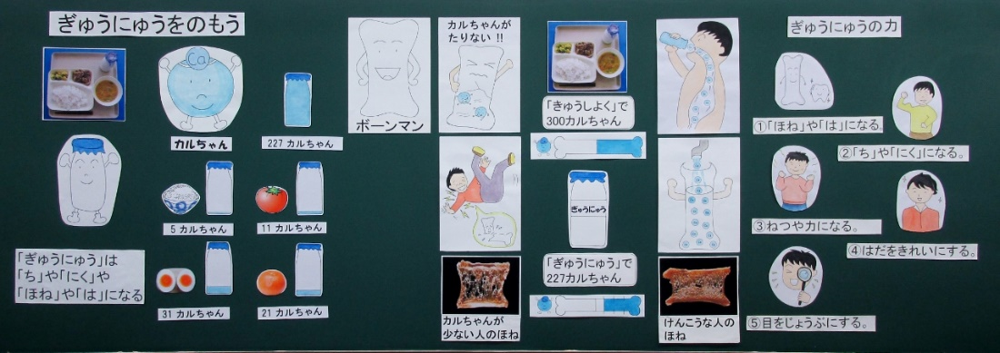 ぎゅうにゅうをのもう
Ca
カルちゃん
227 カルちゃん
5 カルちゃん
11 カルちゃん
31 カルちゃん
21 カルちゃん
「ぎゅうにゅう」は
「ち」や「にく」や
「ほね」や「は」になる
ボーンマン
カルちゃんが
たりない !!
カルちゃんが
少ない人のほね
「きゅうしよく」で
300カルちゃん
ぎゅうにゅう
「ぎゅうにゅう」で
227カルちゃん
けんこうな人の
ほね
ぎゅうにゅうの力
①「ほね」や「は」になる。
②「ち」や「にく」になる。
③ねつや力になる。
④はだをきれいにする。
⑤目をじょうぶにする。